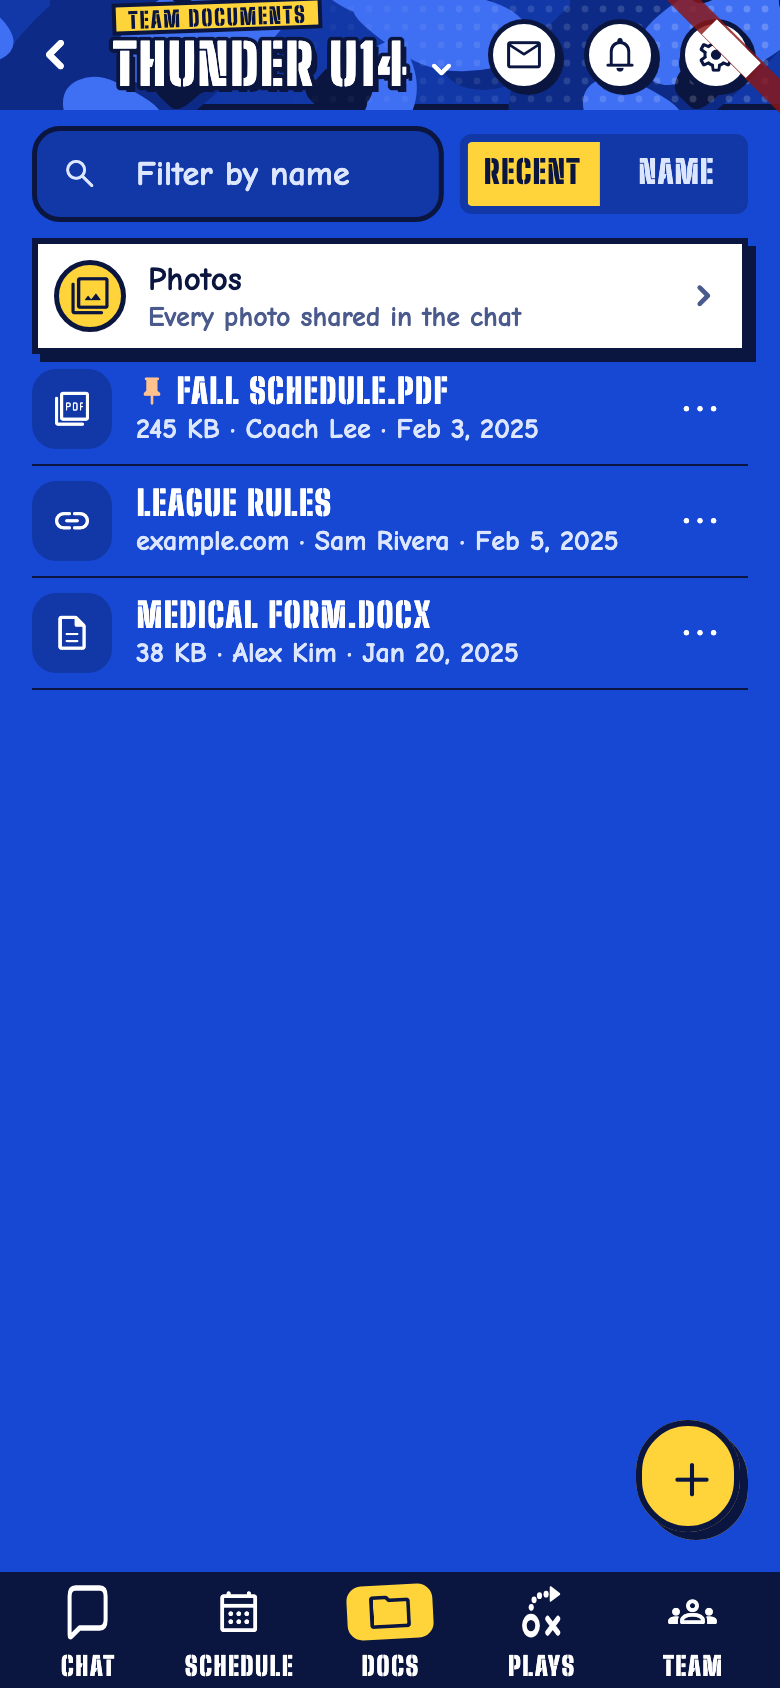 TEAM DOCUMENTS
THUNDER U14
Filter by name
RECENT
NAME
Photos
Every photo shared in the chat
PDF
FALL SCHEDULE.PDF
245 KB · Coach Lee · Feb 3, 2025
LEAGUE RULES
example.com · Sam Rivera · Feb 5, 2025
MEDICAL FORM.DOCX
38 KB · Alex Kim · Jan 20, 2025
CHAT
SCHEDULE
DOCS
PLAYS
TEAM